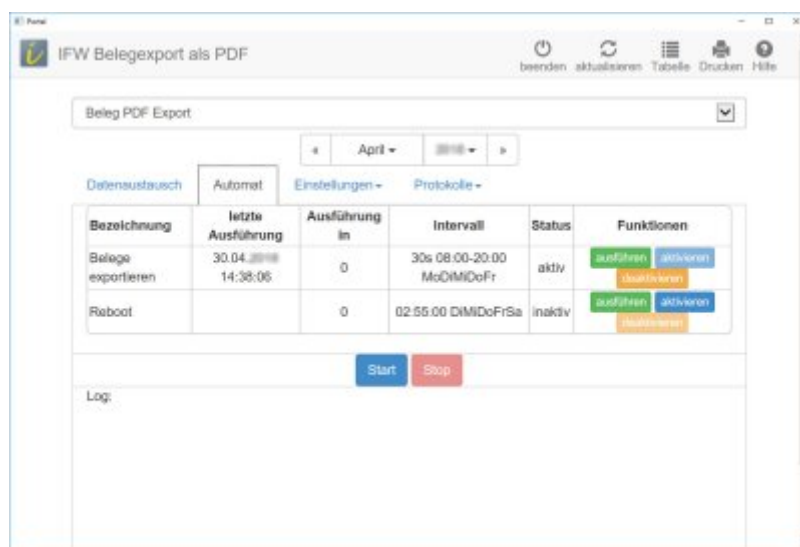 Portal
IFW Belegexport als PDF
beenden aktualisieren Tabelle Drucken Hilfe
Beleg PDF Export
« April »
Datenaustausch Automat Einstellungen Protokolle
Bezeichnung letzte Ausführung Ausführung in Intervall Status Funktionen
Belege exportieren 30.04. 14:38:06 0 30s 08:00-20:00 MoDiMiDoFr aktiv ausführen aktivieren deaktivieren
Reboot 0 02:55:00 DiMiDoFrSa inaktiv ausführen aktivieren deaktivieren
Start Stop
Log: